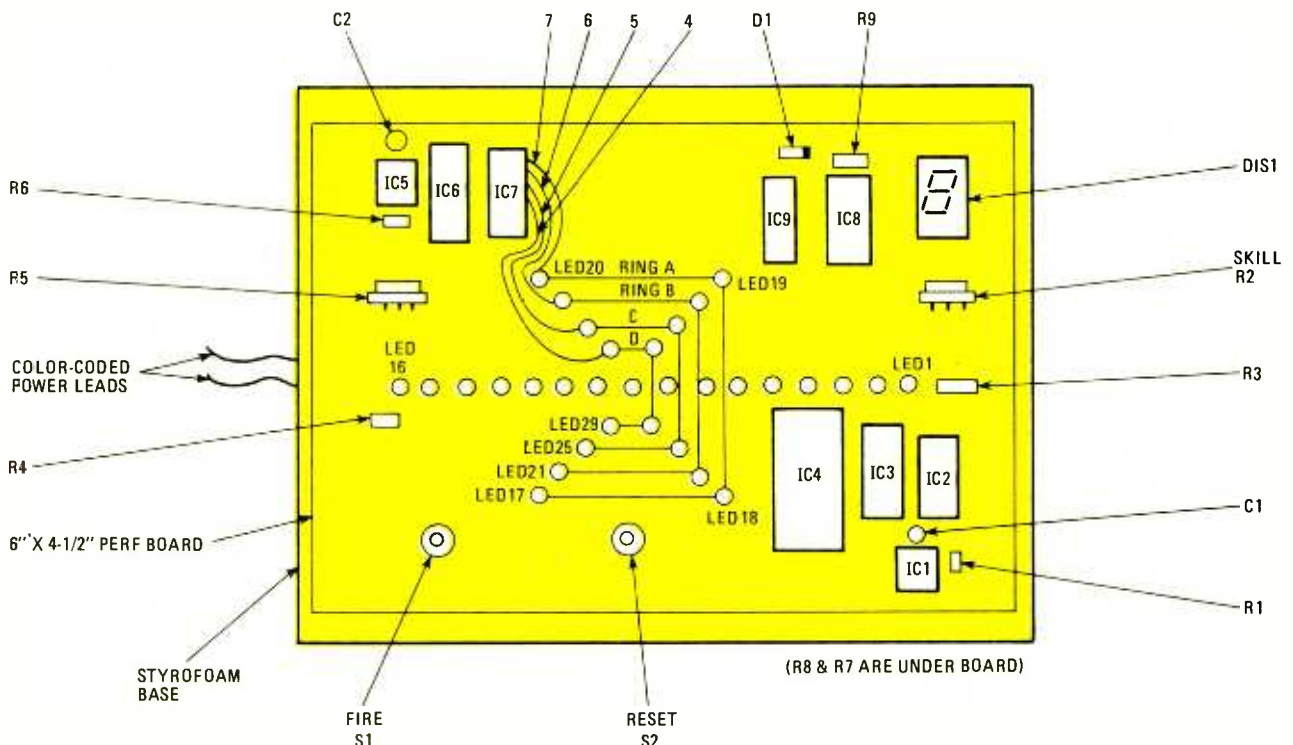 C2
7
6
5
4
D1
R9
R6
IC5
IC6
IC7
IC9
IC8
8
DIS1
R5
LED20 RING A
LED19
RING B
SKILL
R2
C
D
COLOR-CODED
POWER LEADS
LED
16
LED1
R3
R4
LED29
LED25
LED21
LED17
LED18
IC4
IC3
IC2
C1
6" X 4-1/2" PERF BOARD
IC1
R1
STYROFOAM
BASE
(R8 & R7 ARE UNDER BOARD)
FIRE
S1
RESET
S2